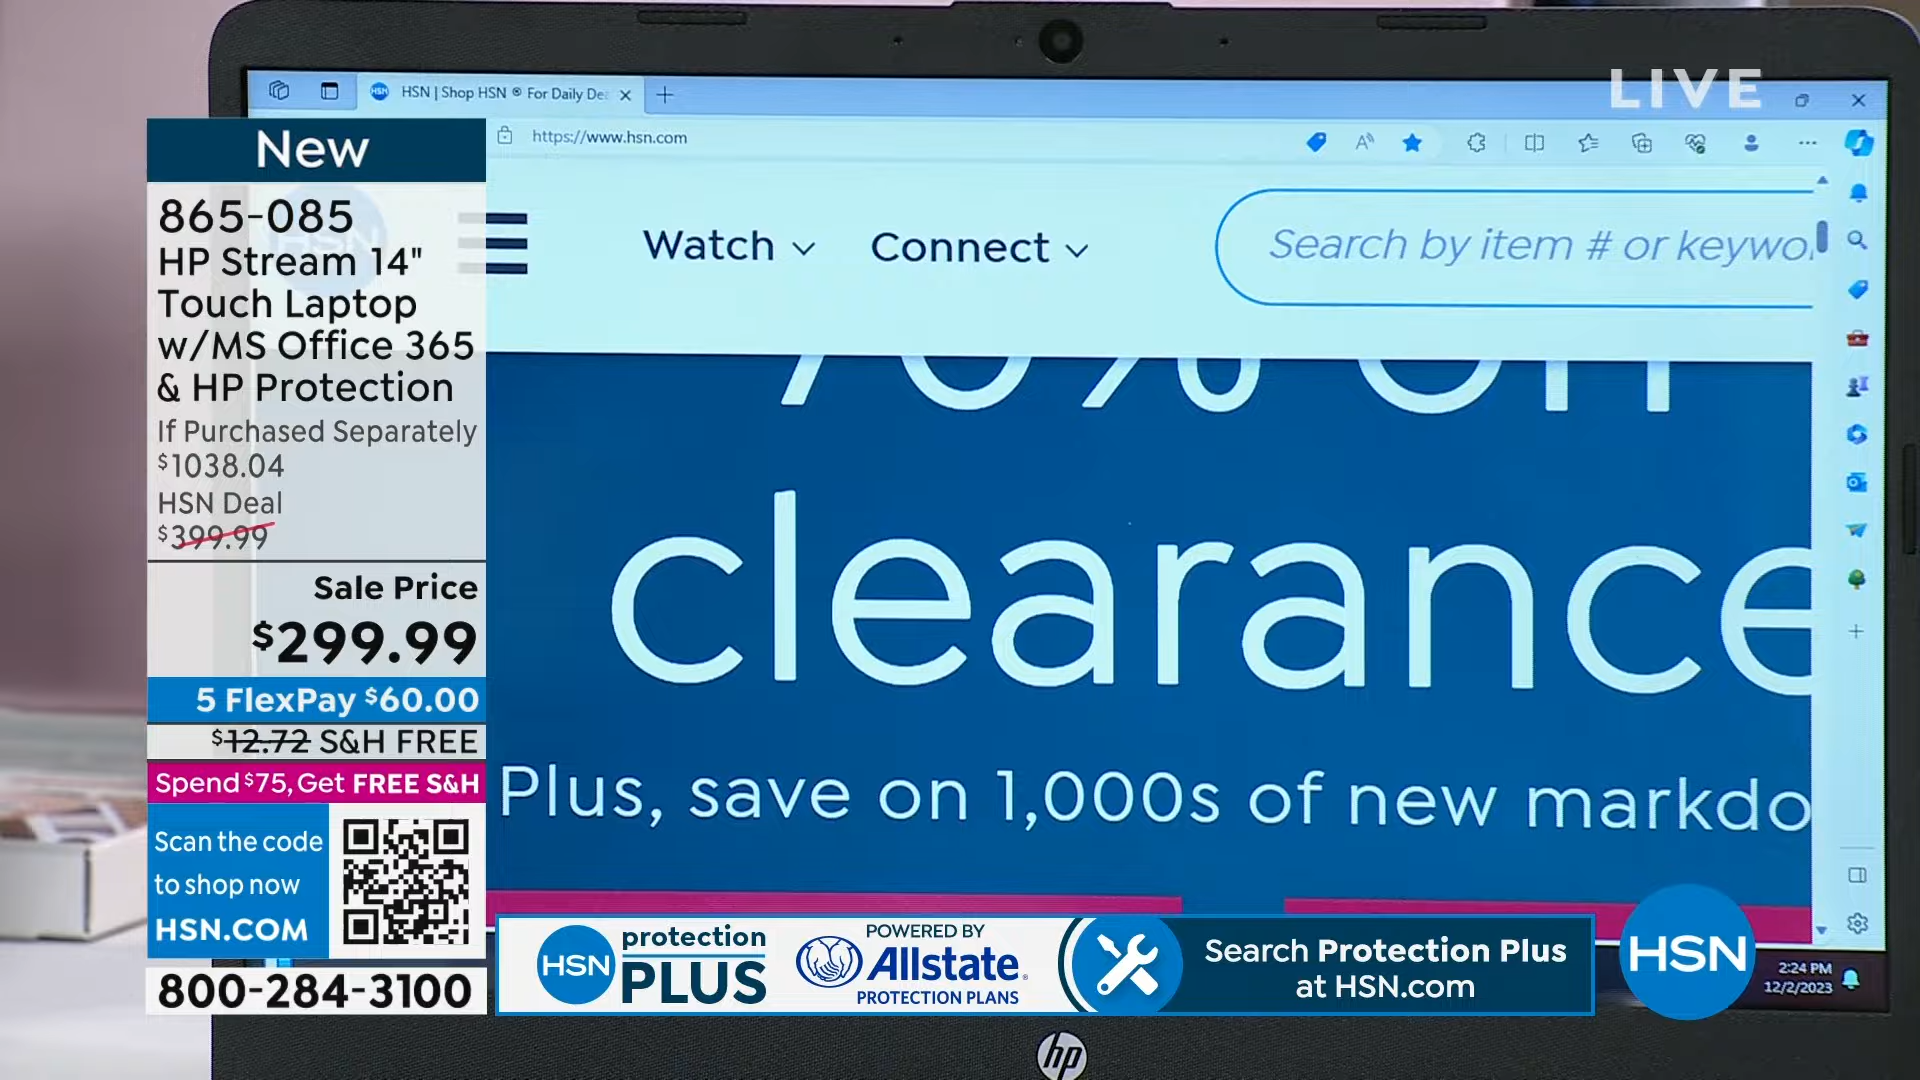 LIVE
HSN | Shop HSN ® For Daily De
https://www.hsn.com
Watch
Connect
Search by item # or keywo
70% off
clearance
Plus, save on 1,000s of new markdo
New
865-085
HP Stream 14"
Touch Laptop
w/MS Office 365
& HP Protection
If Purchased Separately
$1038.04
HSN Deal
$399.99
Sale Price
$299.99
5 FlexPay $60.00
$12.72 S&H FREE
Spend $75, Get FREE S&H
Scan the code
to shop now
HSN.COM
800-284-3100
HSN
protection
PLUS
POWERED BY
Allstate
PROTECTION PLANS
Search Protection Plus
at HSN.com
HSN
2:24 PM
12/2/2023
hp